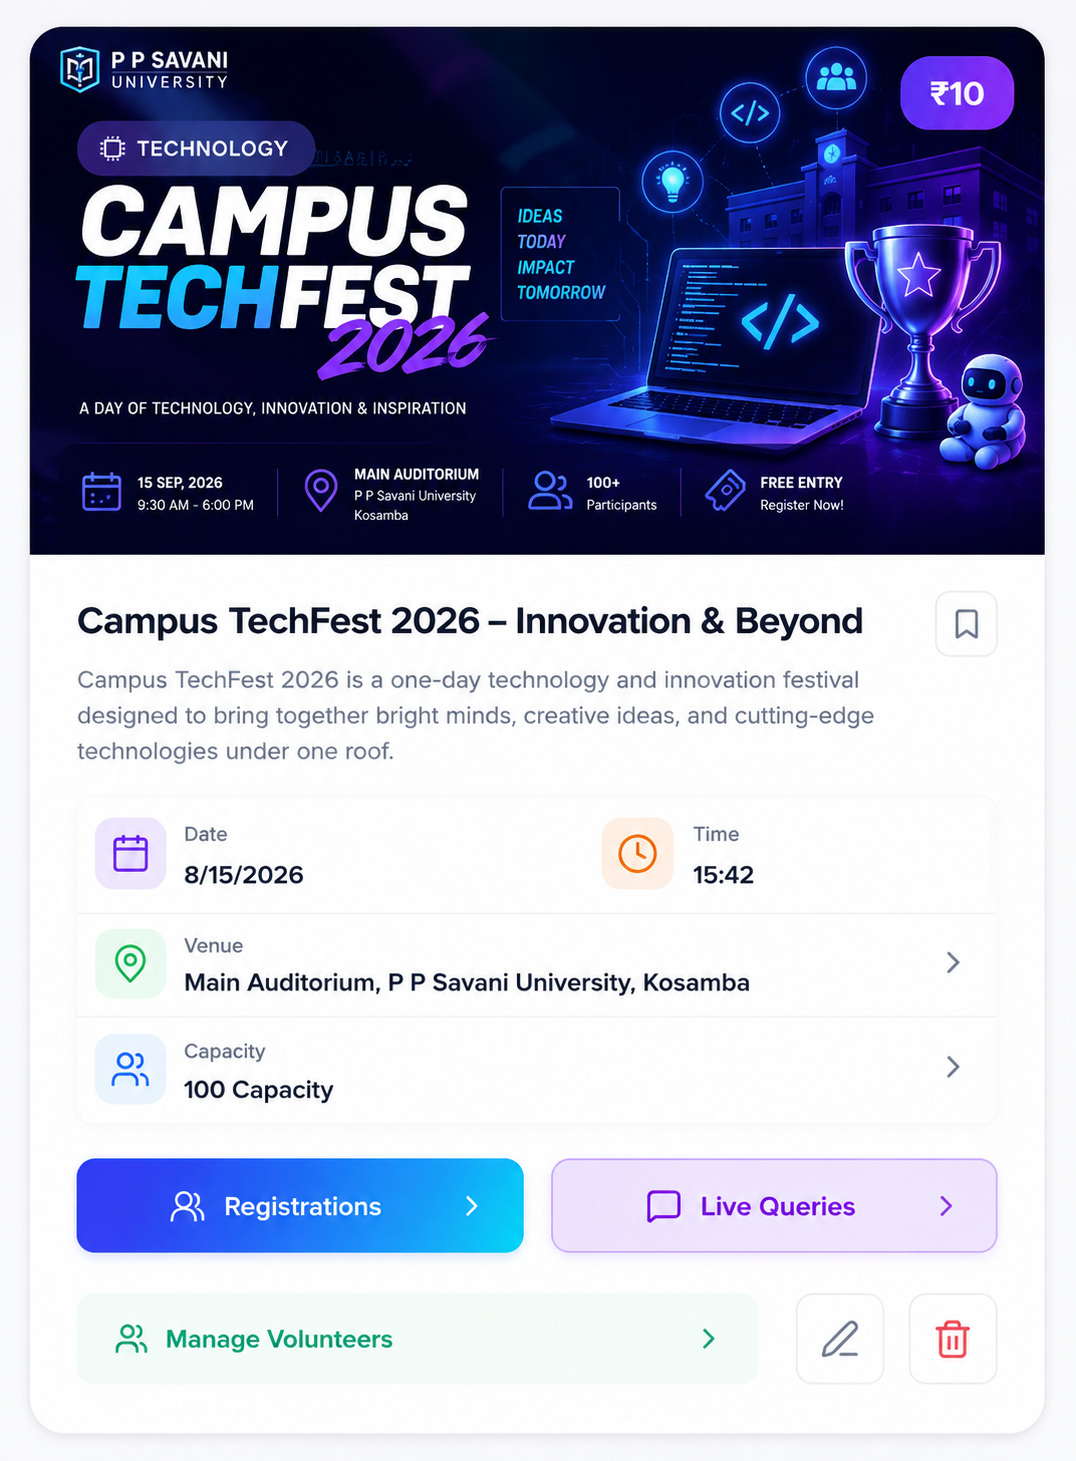 P P SAVANI
UNIVERSITY
₹10
TECHNOLOGY
CAMPUS
TECHFEST
2026
IDEAS
TODAY
IMPACT
TOMORROW
A DAY OF TECHNOLOGY, INNOVATION & INSPIRATION
15 SEP, 2026
9:30 AM - 6:00 PM
MAIN AUDITORIUM
P P Savani University
Kosamba
100+
Participants
FREE ENTRY
Register Now!
Campus TechFest 2026 – Innovation & Beyond
Campus TechFest 2026 is a one-day technology and innovation festival
designed to bring together bright minds, creative ideas, and cutting-edge
technologies under one roof.
Date
8/15/2026
Time
15:42
Venue
Main Auditorium, P P Savani University, Kosamba
Capacity
100 Capacity
Registrations
Live Queries
Manage Volunteers